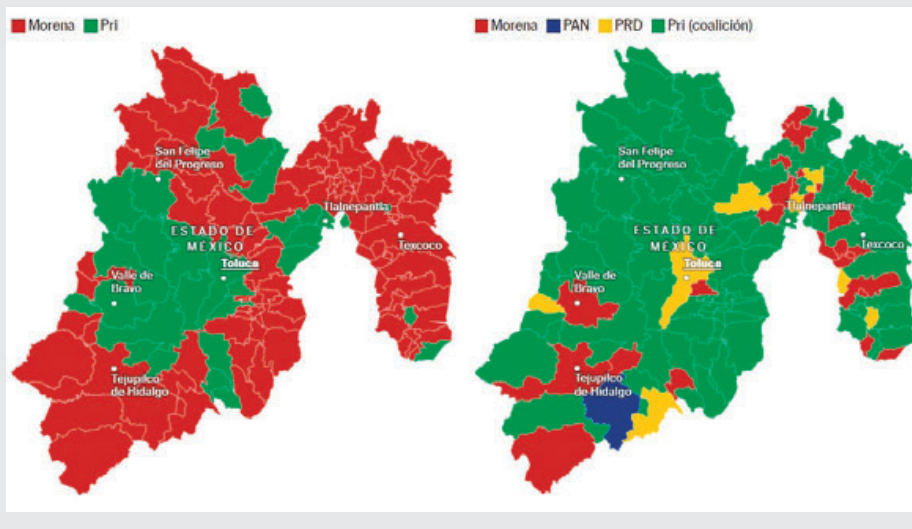 Morena Pri
San Felipe
del Progreso
ESTADO DE
MÉXICO
Tlalnepantla
Texcoco
Toluca
Valle de
Bravo
Tejupilco
de Hidalgo
Morena PAN PRD Pri (coalición)
San Felipe
del Progreso
ESTADO DE
MÉXICO
Tlalnepantla
Texcoco
Toluca
Valle de
Bravo
Tejupilco
de Hidalgo